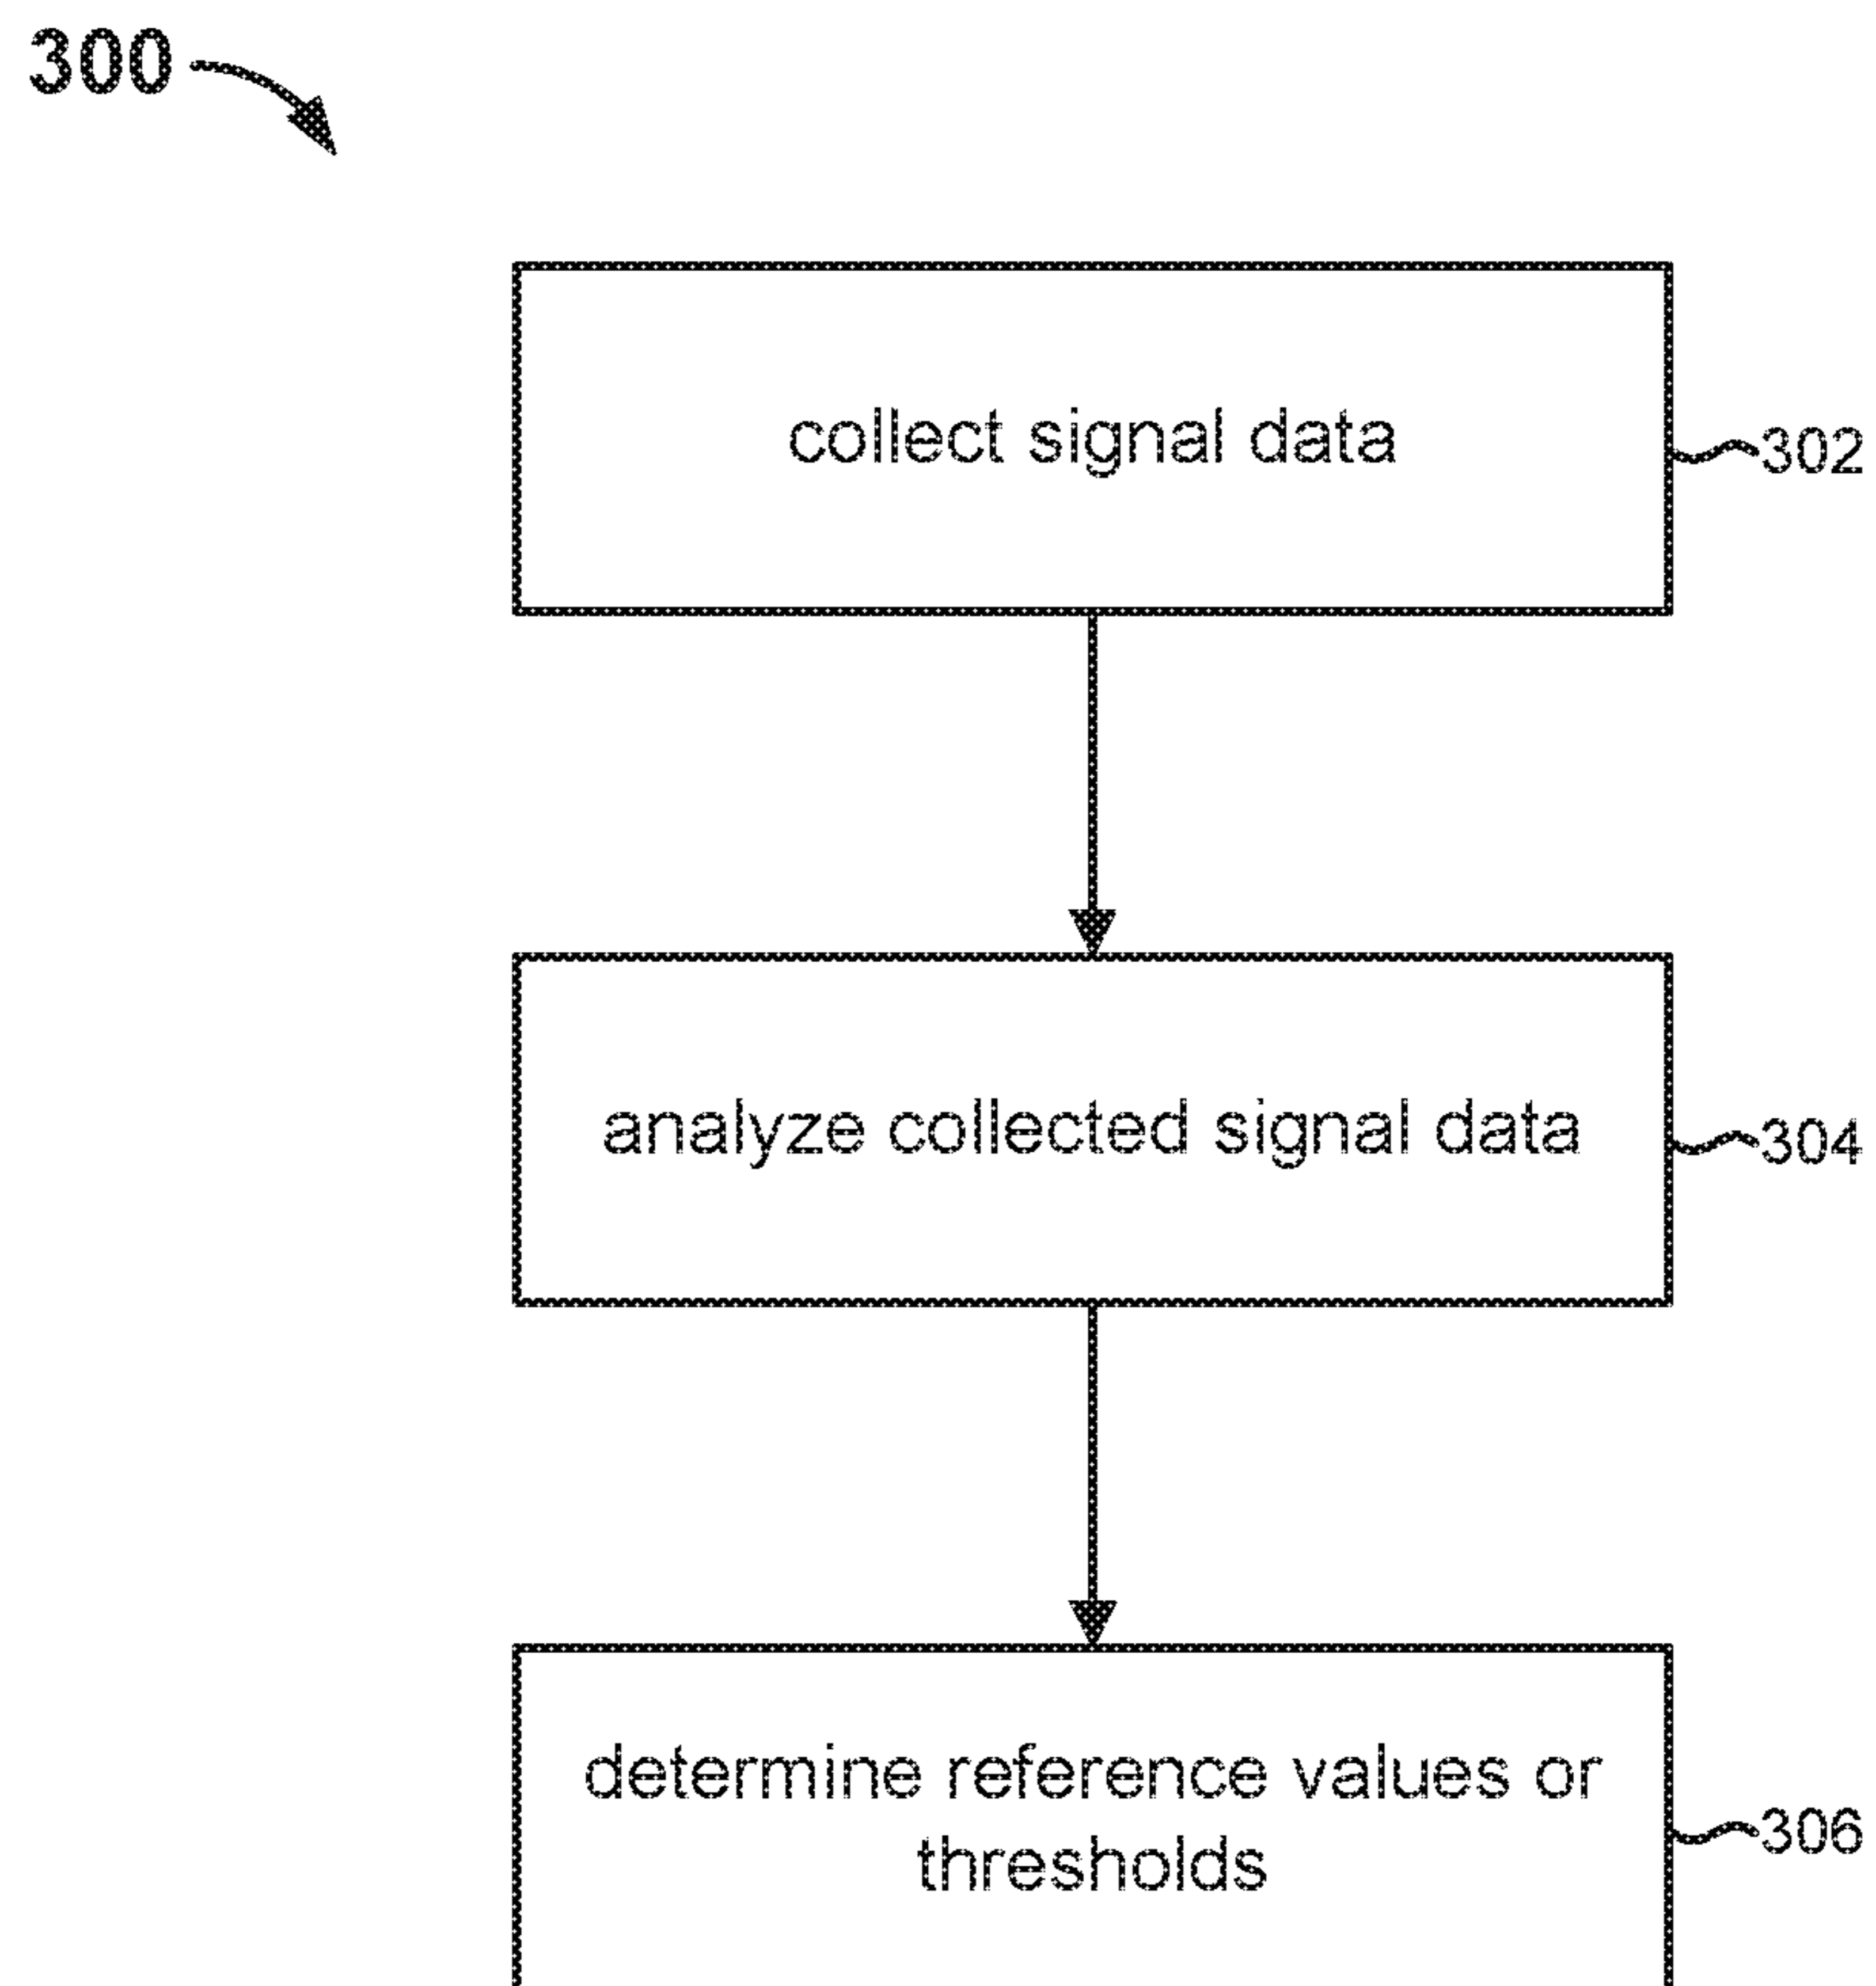 300
collect signal data
302
analyze collected signal data
304
determine reference values or
thresholds
306